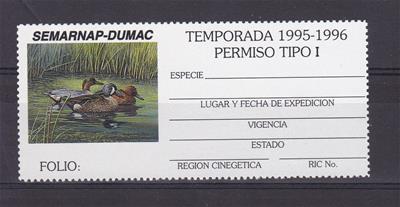 SEMARNAP-DUMAC
TEMPORADA 1995-1996
PERMISO TIPO I
ESPECIE
LUGAR Y FECHA DE EXPEDICION
VIGENCIA
ESTADO
FOLIO:
REGION CINEGETICA RIC No.